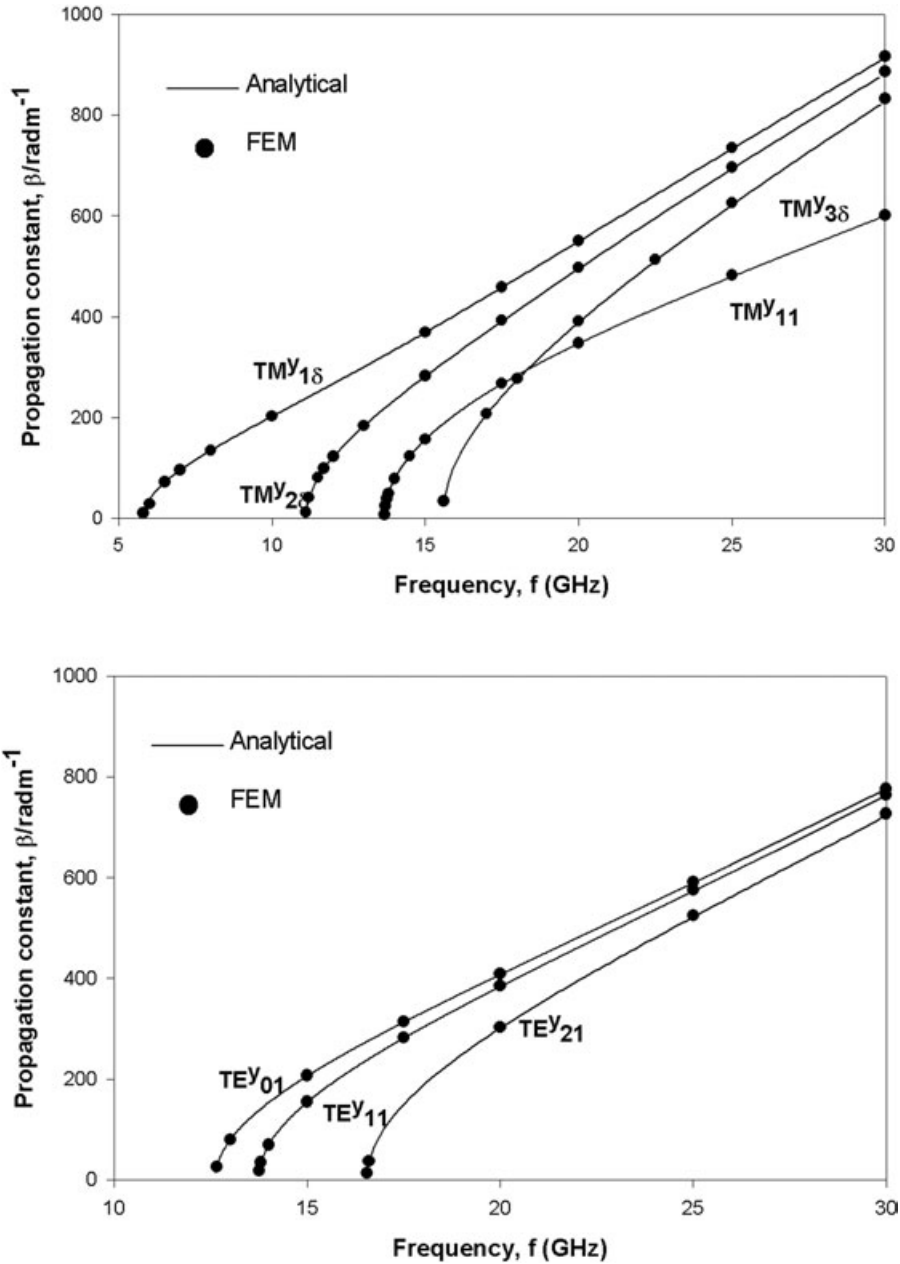 1000
800
600
400
200
0
Propagation constant, β/radm⁻¹
Analytical
FEM
TMʸ₃δ
TMʸ₁₁
TMʸ₁δ
TMʸ₂δ
5 10 15 20 25 30
Frequency, f (GHz)
1000
800
600
400
200
0
Propagation constant, β/radm⁻¹
Analytical
FEM
TEʸ₂₁
TEʸ₀₁
TEʸ₁₁
10 15 20 25 30
Frequency, f (GHz)